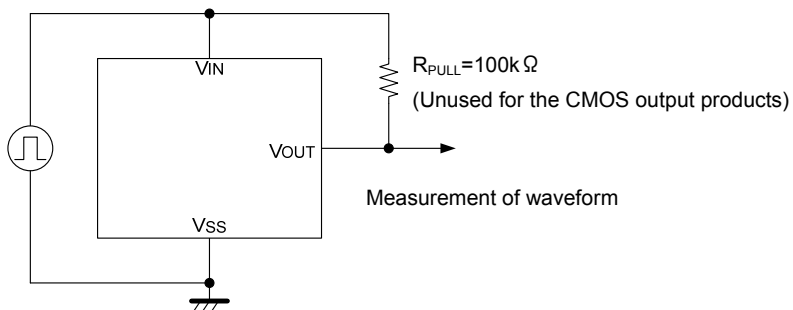 VIN
RPULL=100kΩ
(Unused for the CMOS output products)
VOUT
Measurement of waveform
VSS